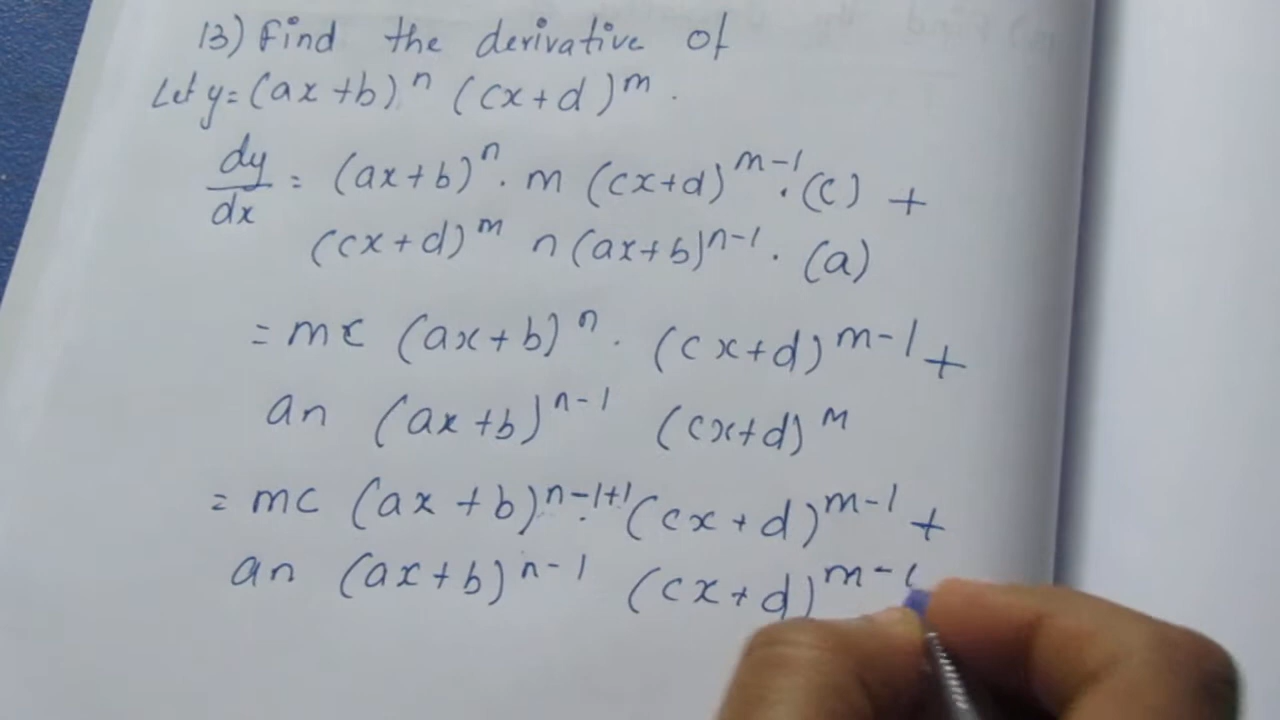 13) Find the derivative of
Let y = (ax+b)^n (cx+d)^m.
dy/dx = (ax+b)^n . m (cx+d)^m-1 . (c) +
(cx+d)^m n (ax+b)^n-1 . (a)
= mc (ax+b)^n . (cx+d)^m-1 +
an (ax+b)^n-1 (cx+d)^m
= mc (ax+b)^n-1+1 (cx+d)^m-1 +
an (ax+b)^n-1 (cx+d)^m-1